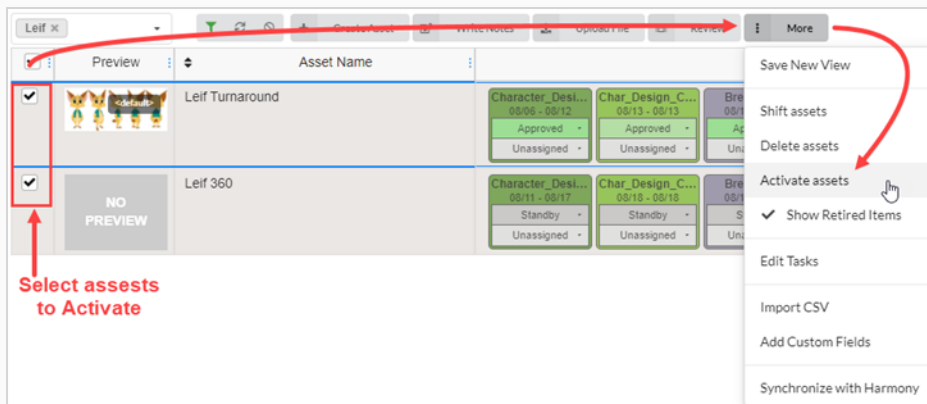 Leif ×
Create Asset
Write Notes
Upload File
Review
More
Preview
Asset Name
Save New View
<default>
Leif Turnaround
Character_Desi...
08/06 - 08/12
Approved
Unassigned
Char_Design_C...
08/13 - 08/13
Approved
Unassigned
Shift assets
Delete assets
Activate assets
NO
PREVIEW
Leif 360
Character_Desi...
08/11 - 08/17
Standby
Unassigned
Char_Design_C...
08/18 - 08/18
Standby
Unassigned
Show Retired Items
Edit Tasks
Select assests
to Activate
Import CSV
Add Custom Fields
Synchronize with Harmony